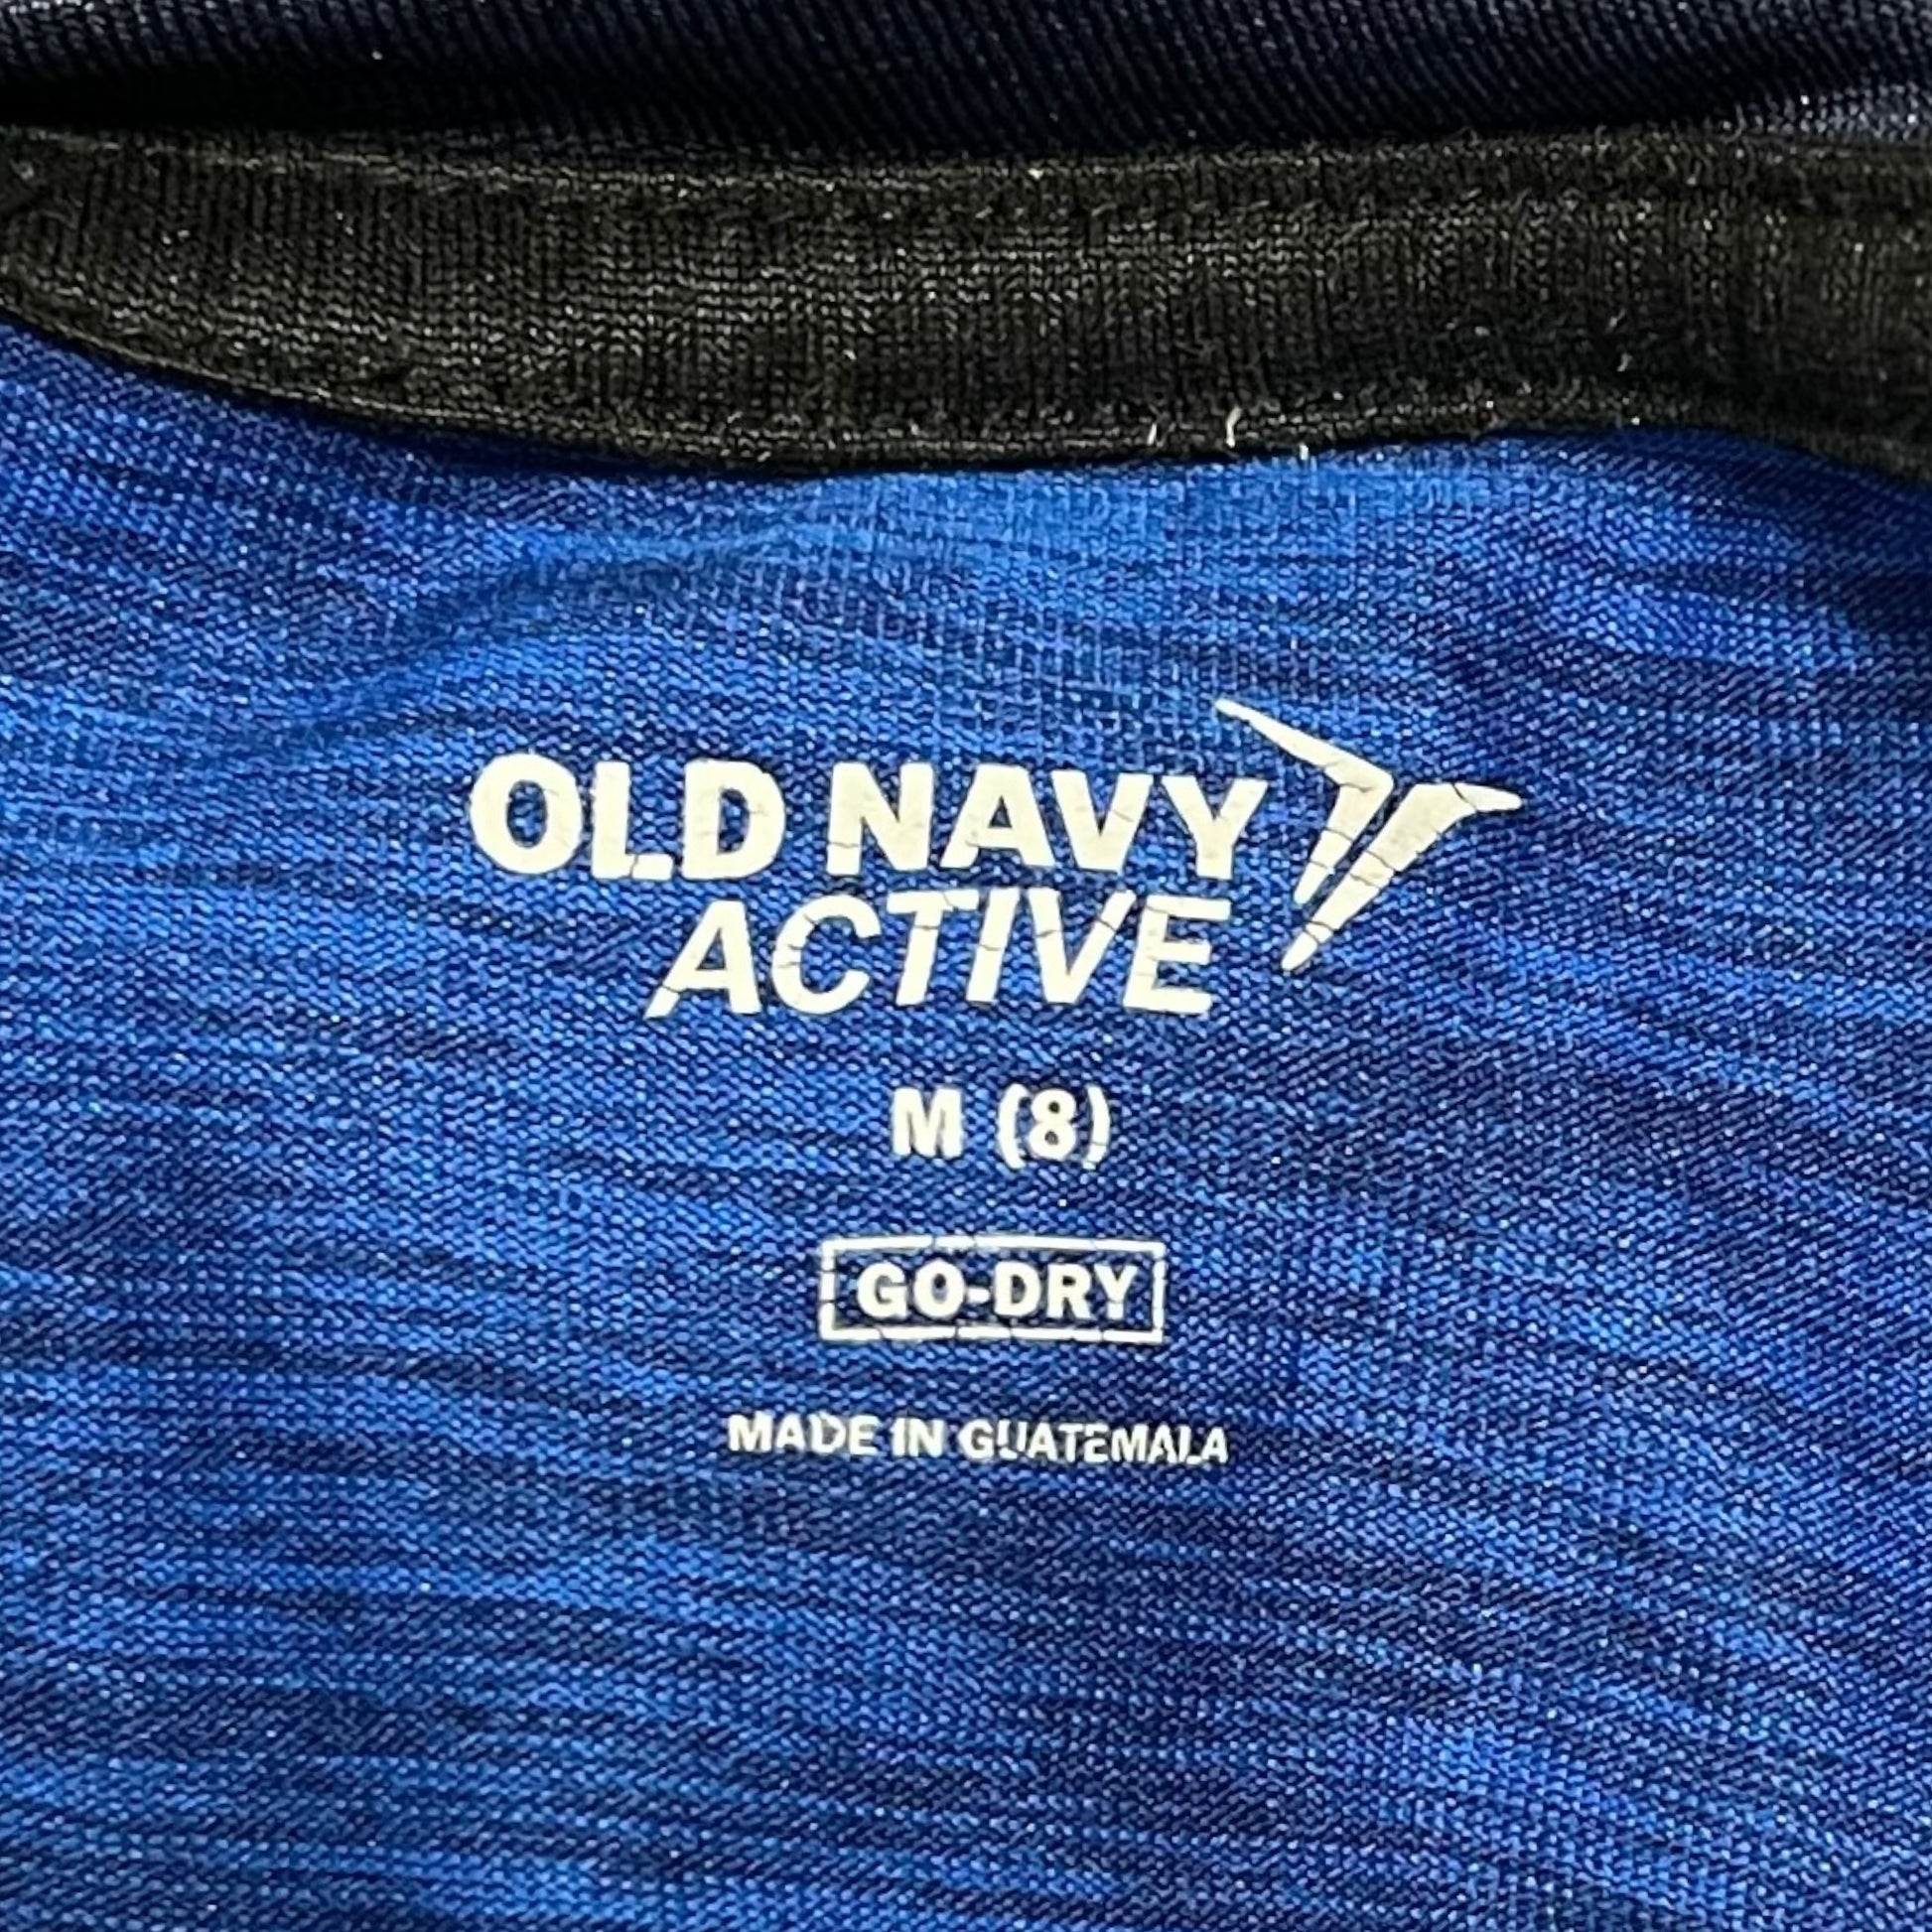 OLD NAVY
ACTIVE
M (8)
GO-DRY
MADE IN GUATEMALA